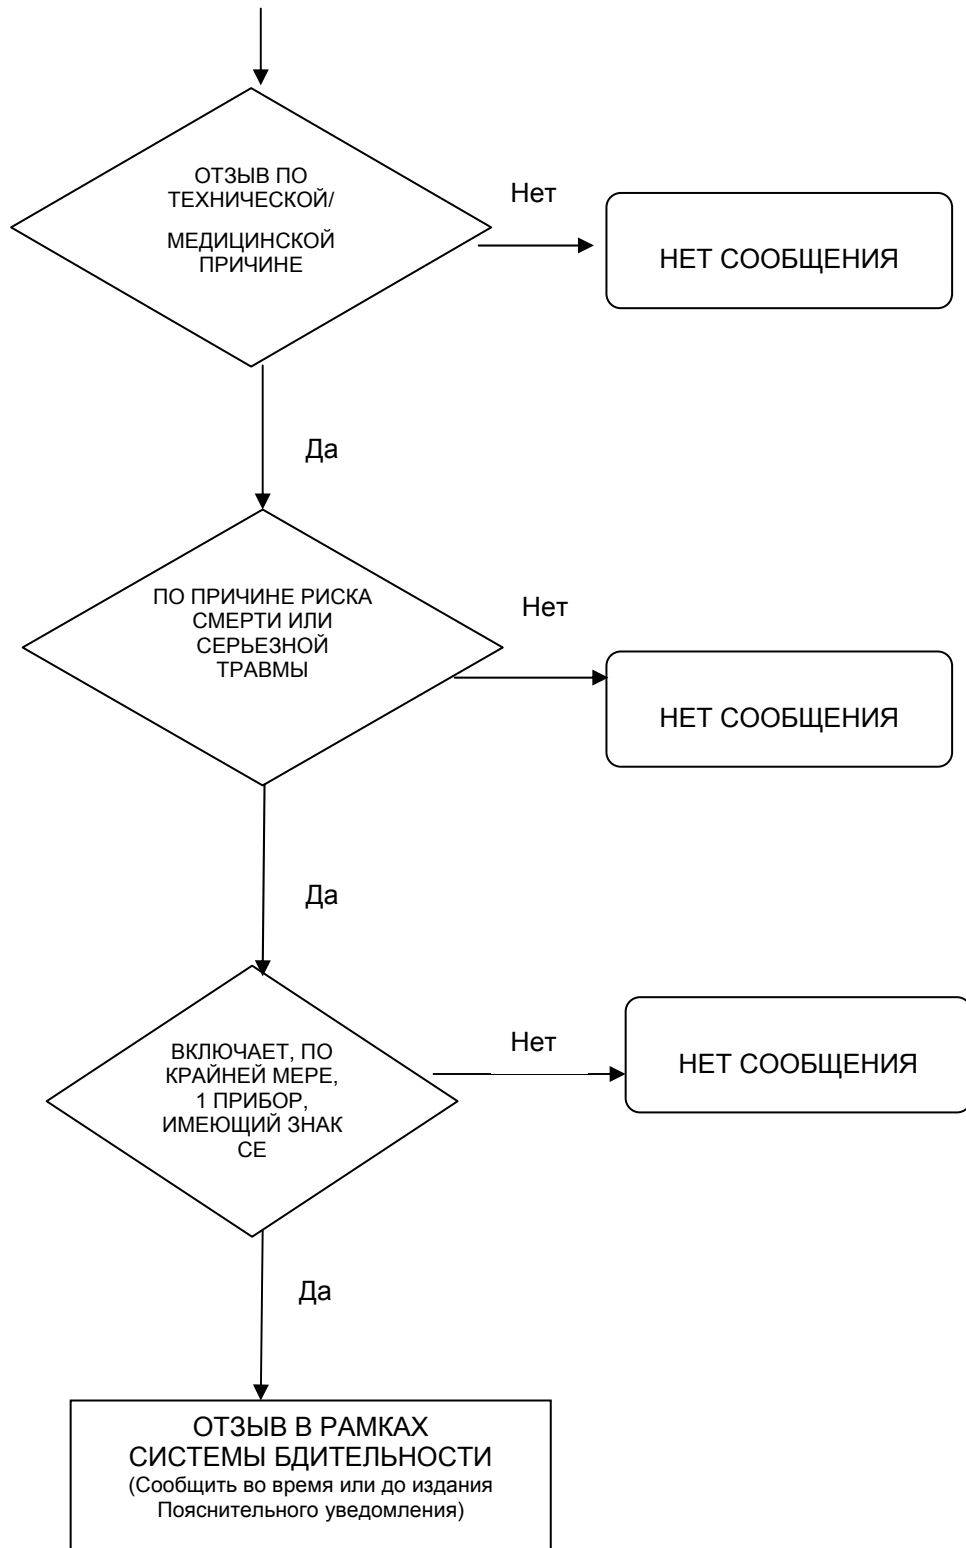 ОТЗЫВ ПО
ТЕХНИЧЕСКОЙ/
МЕДИЦИНСКОЙ
ПРИЧИНЕ
Нет
НЕТ СООБЩЕНИЯ
Да
ПО ПРИЧИНЕ РИСКА
СМЕРТИ ИЛИ
СЕРЬЕЗНОЙ
ТРАВМЫ
Нет
НЕТ СООБЩЕНИЯ
Да
ВКЛЮЧАЕТ, ПО
КРАЙНЕЙ МЕРЕ,
1 ПРИБОР,
ИМЕЮЩИЙ ЗНАК
СЕ
Нет
НЕТ СООБЩЕНИЯ
Да
ОТЗЫВ В РАМКАХ
СИСТЕМЫ БДИТЕЛЬНОСТИ
(Сообщить во время или до издания
Пояснительного уведомления)